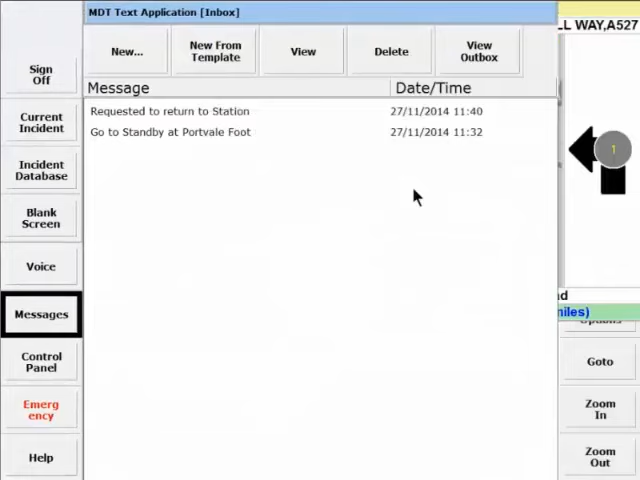 MDT Text Application [Inbox]
LL WAY,A527
New...
New From
Template
View
Delete
View
Outbox
Message
Date/Time
Requested to return to Station
27/11/2014 11:40
Go to Standby at Portvale Foot
27/11/2014 11:32
Sign
Off
Current
Incident
Incident
Database
Blank
Screen
Voice
Messages
Control
Panel
Emerg
ency
Help
1
nd
miles)
Options
Goto
Zoom
In
Zoom
Out